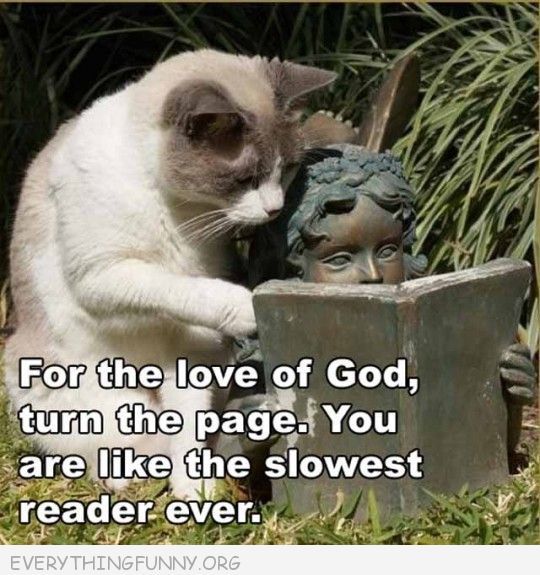 For the love of God,
turn the page. You
are like the slowest
reader ever.
EVERYTHINGFUNNY.ORG